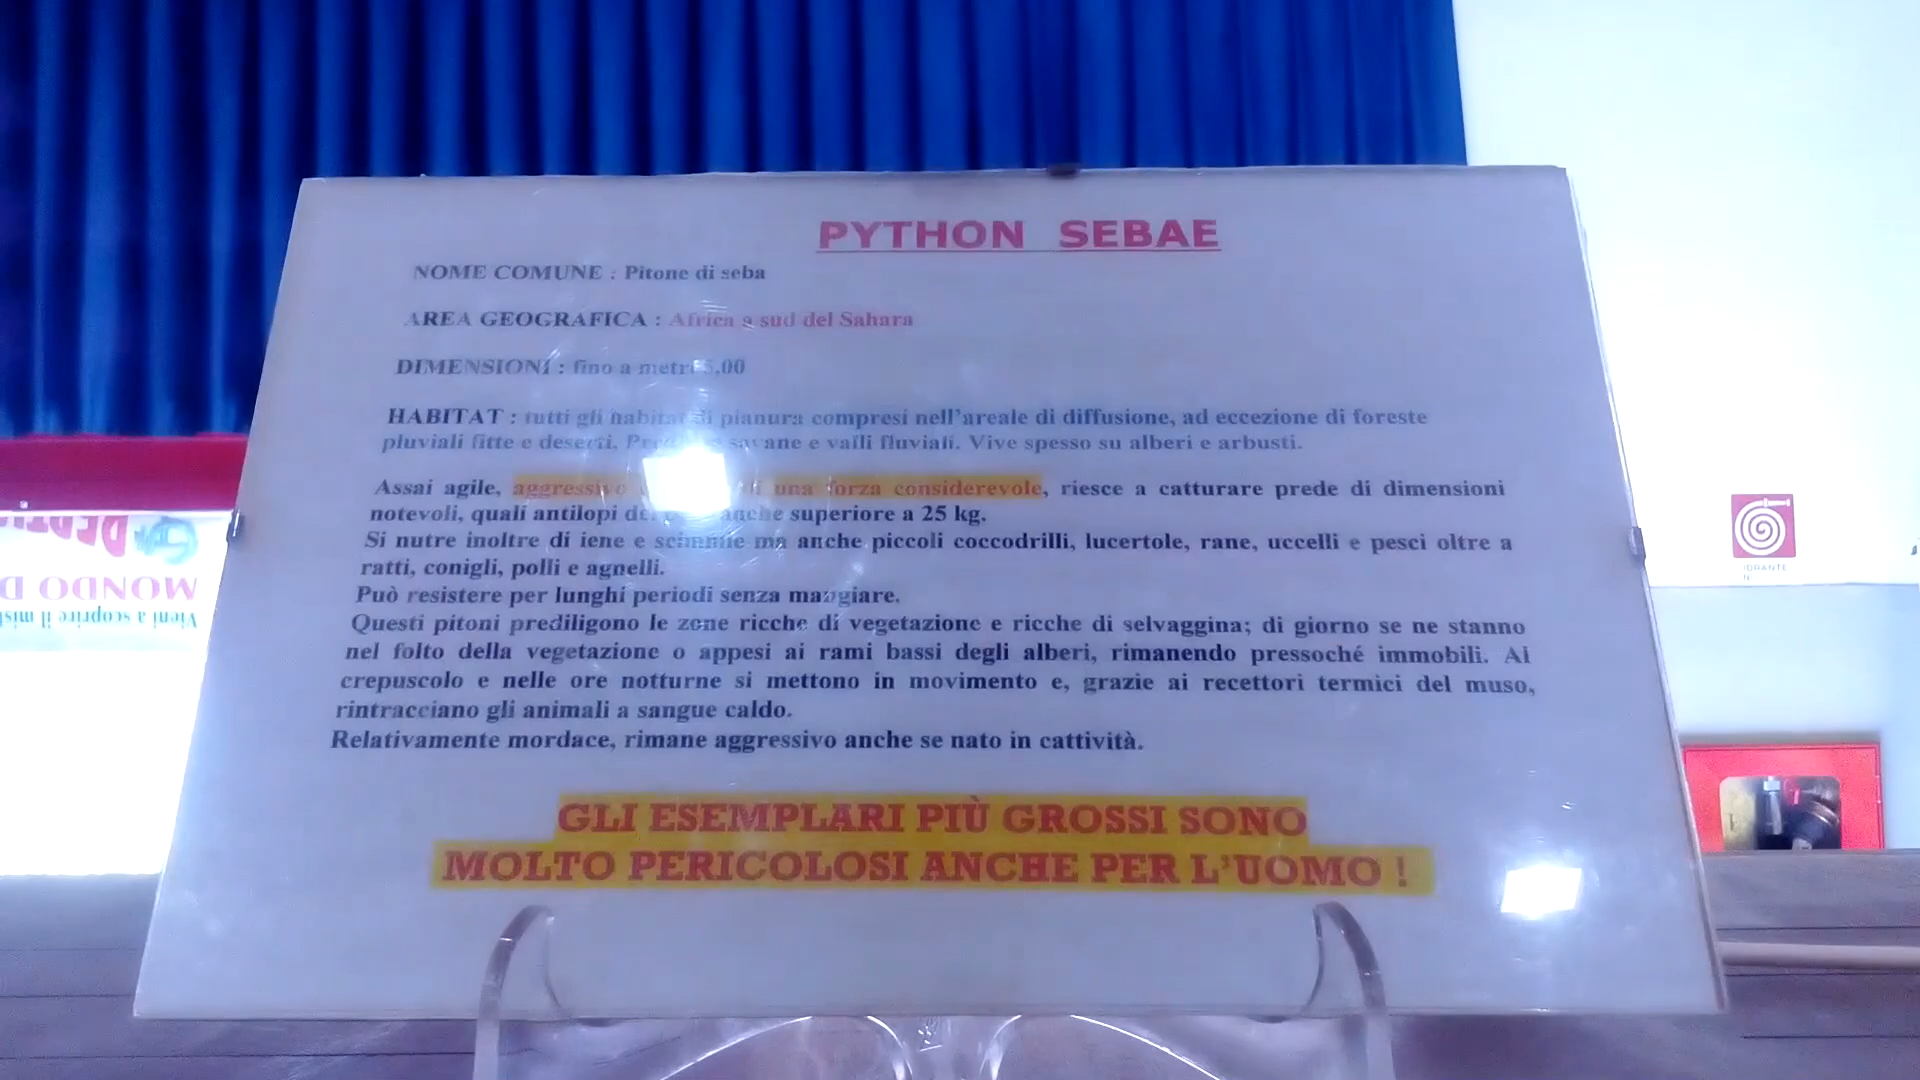 PYTHON SEBAE
NOME COMUNE : Pitone di seba
AREA GEOGRAFICA : Africa a sud del Sahara
DIMENSIONI : fino a metri 5.00
HABITAT : tutti gli habitat di pianura compresi nell'areale di diffusione, ad eccezione di foreste
pluviali fitte e deserti. savane e valli fluviali. Vive spesso su alberi e arbusti.
Assai agile, aggressivo di una forza considerevole, riesce a catturare prede di dimensioni
notevoli, quali antilopi anche superiore a 25 kg.
Si nutre inoltre di iene e scimmie ma anche piccoli coccodrilli, lucertole, rane, uccelli e pesci oltre a
ratti, conigli, polli e agnelli.
Può resistere per lunghi periodi senza mangiare.
Questi pitoni prediligono le zone ricche di vegetazione e ricche di selvaggina; di giorno se ne stanno
nel folto della vegetazione o appesi ai rami bassi degli alberi, rimanendo pressoché immobili. Al
crepuscolo e nelle ore notturne si mettono in movimento e, grazie ai recettori termici del muso,
rintracciano gli animali a sangue caldo.
Relativamente mordace, rimane aggressivo anche se nato in cattività.
GLI ESEMPLARI PIÙ GROSSI SONO
MOLTO PERICOLOSI ANCHE PER L'UOMO !
MONDO D
Vieni a scoprire il
IDRANTE
N